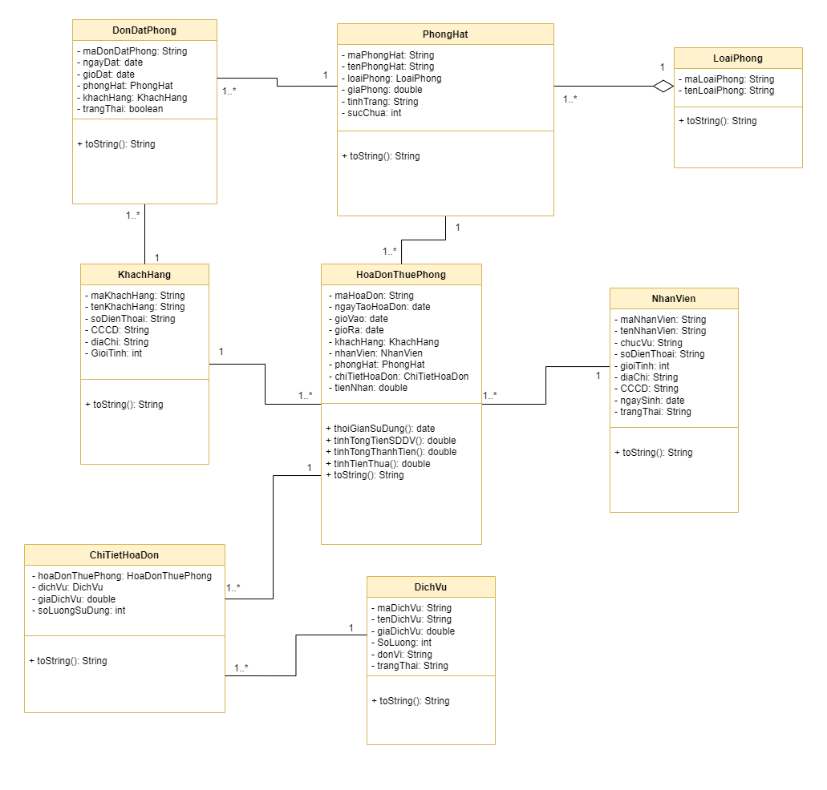 DonDatPhong
- maDonDatPhong: String
- ngayDat: date
- gioDat: date
- phongHat: PhongHat
- khachHang: KhachHang
- trangThai: boolean
+ toString(): String
PhongHat
- maPhongHat: String
- tenPhongHat: String
- loaiPhong: LoaiPhong
- giaPhong: double
- tinhTrang: String
- sucChua: int
+ toString(): String
LoaiPhong
- maLoaiPhong: String
- tenLoaiPhong: String
+ toString(): String
1..*
1
1..*
1
1..*
1
1
1..*
KhachHang
- maKhachHang: String
- tenKhachHang: String
- soDienThoai: String
- CCCD: String
- diaChi: String
- GioiTinh: int
+ toString(): String
HoaDonThuePhong
- maHoaDon: String
- ngayTaoHoaDon: date
- gioVao: date
- gioRa: date
- khachHang: KhachHang
- nhanVien: NhanVien
- phongHat: PhongHat
- chiTietHoaDon: ChiTietHoaDon
- tienNhan: double
+ thoiGianSuDung(): date
+ tinhTongTienSDDV(): double
+ tinhTongThanhTien(): double
+ tinhTienThua(): double
+ toString(): String
NhanVien
- maNhanVien: String
- tenNhanVien: String
- chucVu: String
- soDienThoai: String
- gioiTinh: int
- diaChi: String
- CCCD: String
- ngaySinh: date
- trangThai: String
+ toString(): String
1
1..*
1..*
1
1
1..*
ChiTietHoaDon
- hoaDonThuePhong: HoaDonThuePhong
- dichVu: DichVu
- giaDichVu: double
- soLuongSuDung: int
+ toString(): String
DichVu
- maDichVu: String
- tenDichVu: String
- giaDichVu: double
- SoLuong: int
- donVi: String
- trangThai: String
+ toString(): String
1
1..*